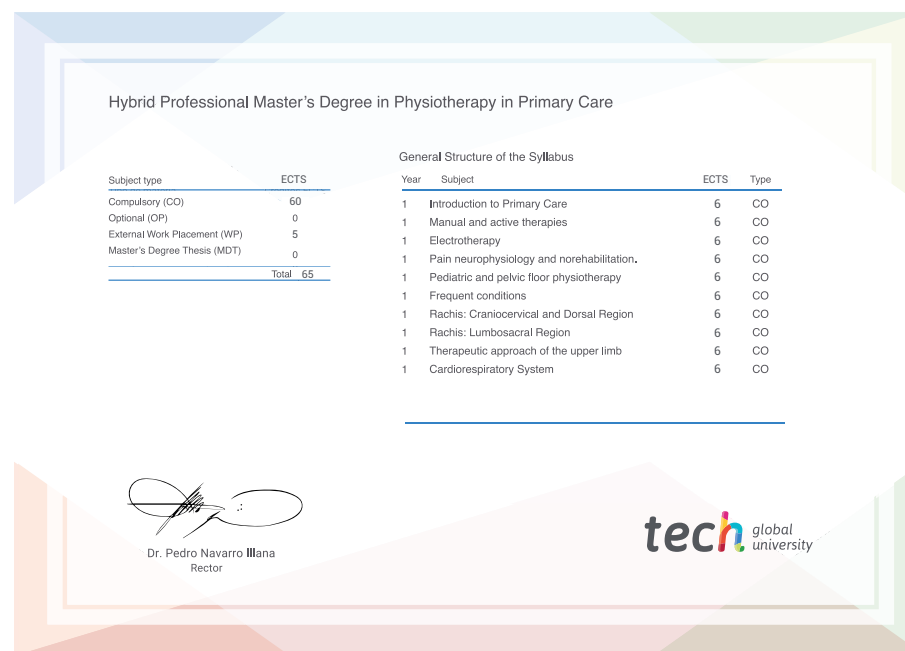 Hybrid Professional Master's Degree in Physiotherapy in Primary Care
Subject type ECTS
Compulsory (CO) 60
Optional (OP) 0
External Work Placement (WP) 5
Master's Degree Thesis (MDT) 0
Total 65
General Structure of the Syllabus
Year Subject ECTS Type
1 Introduction to Primary Care 6 CO
1 Manual and active therapies 6 CO
1 Electrotherapy 6 CO
1 Pain neurophysiology and norehabilitation. 6 CO
1 Pediatric and pelvic floor physiotherapy 6 CO
1 Frequent conditions 6 CO
1 Rachis: Craniocervical and Dorsal Region 6 CO
1 Rachis: Lumbosacral Region 6 CO
1 Therapeutic approach of the upper limb 6 CO
1 Cardiorespiratory System 6 CO
Dr. Pedro Navarro Illana
Rector
tech global
university